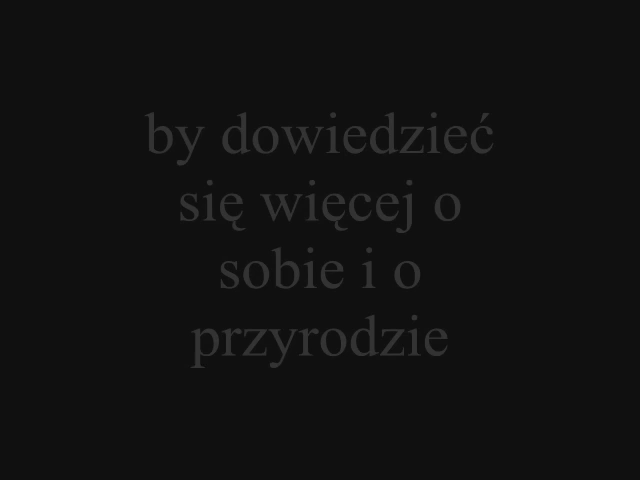 by dowiedzieć
się więcej o
sobie i o
przyrodzie